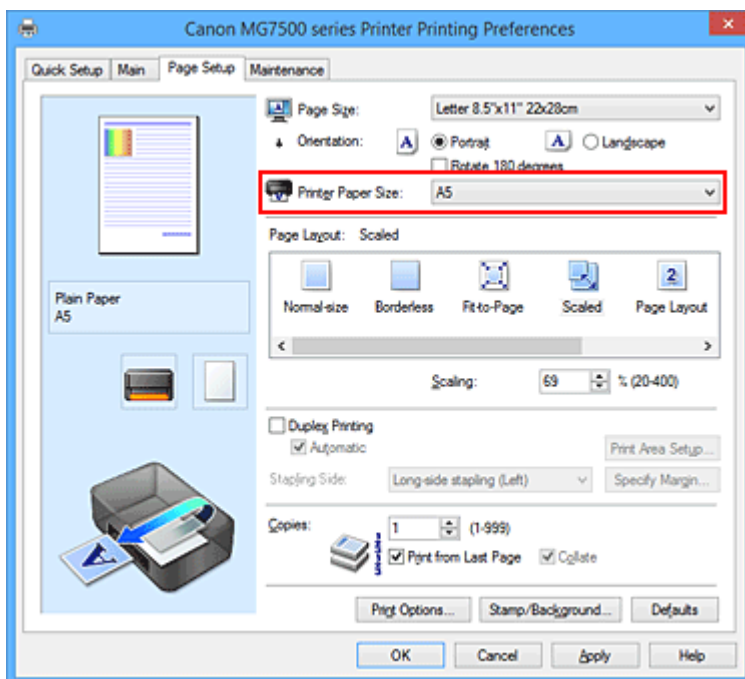 Canon MG7500 series Printer Printing Preferences
Quick Setup Main Page Setup Maintenance
Page Size: Letter 8.5"x11" 22x28cm
Orientation: A Portrait A Landscape
Rotate 180 degrees
Printer Paper Size: A5
Page Layout: Scaled
Normal-size Borderless Fit-to-Page Scaled Page Layout
Plain Paper
A5
Scaling: 69 % (20-400)
Duplex Printing
Automatic Print Area Setup...
Stapling Side: Long-side stapling (Left) Specify Margin...
Copies: 1 (1-999)
Print from Last Page Collate
Print Options... Stamp/Background... Defaults
OK Cancel Apply Help